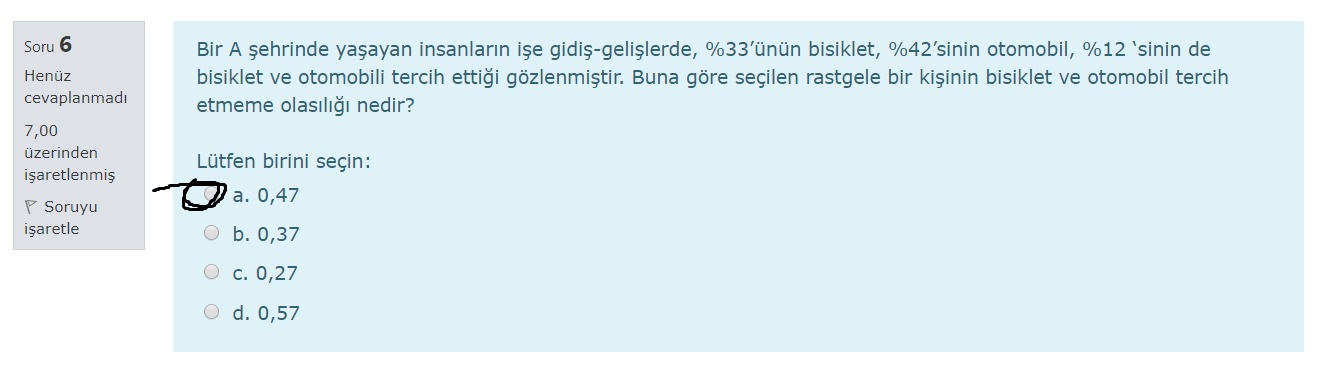 Soru 6
Henüz
cevaplanmadı
7,00
üzerinden
işaretlenmiş
Soruyu
işaretle
Bir A şehrinde yaşayan insanların işe gidiş-gelişlerde, %33’ünün bisiklet, %42’sinin otomobil, %12 ‘sinin de
bisiklet ve otomobili tercih ettiği gözlenmiştir. Buna göre seçilen rastgele bir kişinin bisiklet ve otomobil tercih
etmeme olasılığı nedir?
Lütfen birini seçin:
a. 0,47
b. 0,37
c. 0,27
d. 0,57